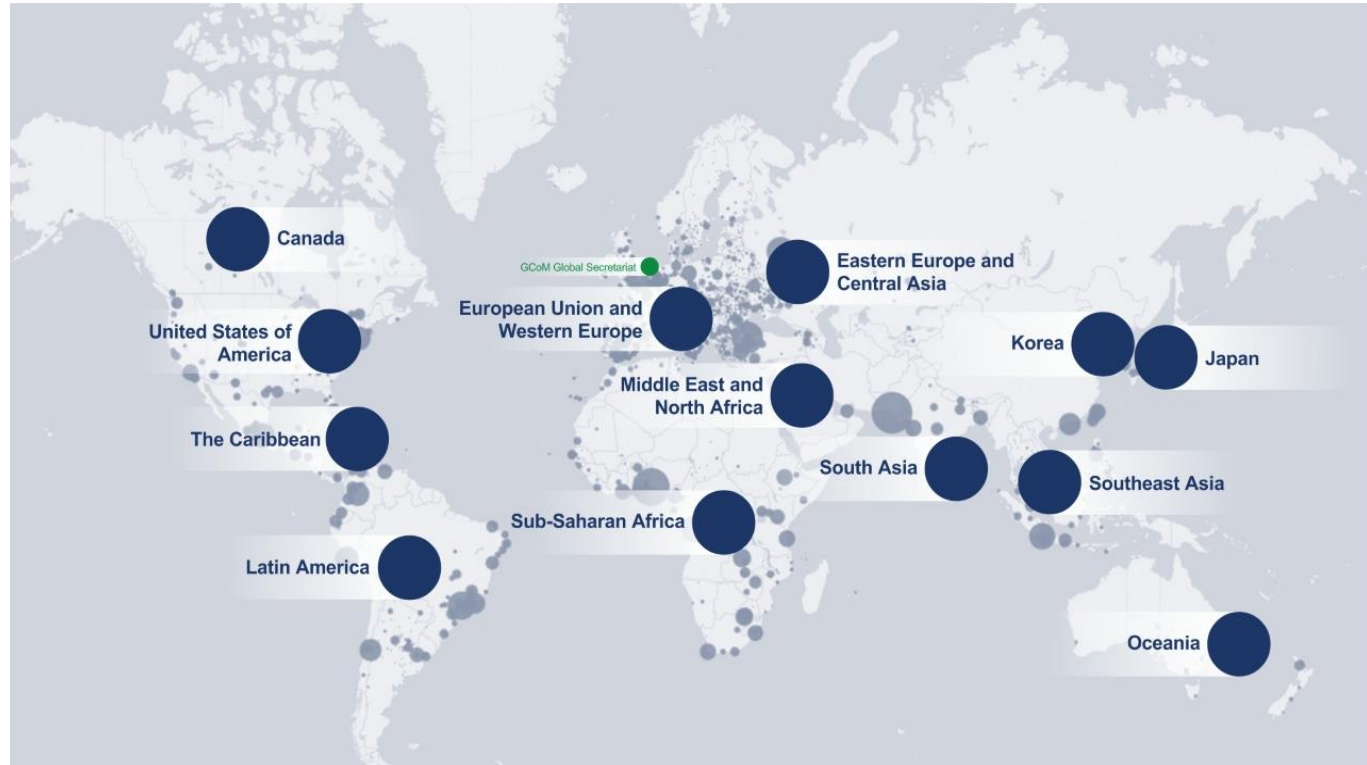 Canada
GCoM Global Secretariat
Eastern Europe and
Central Asia
European Union and
Western Europe
United States of
America
Korea
Japan
Middle East and
North Africa
The Caribbean
South Asia
Southeast Asia
Sub-Saharan Africa
Latin America
Oceania